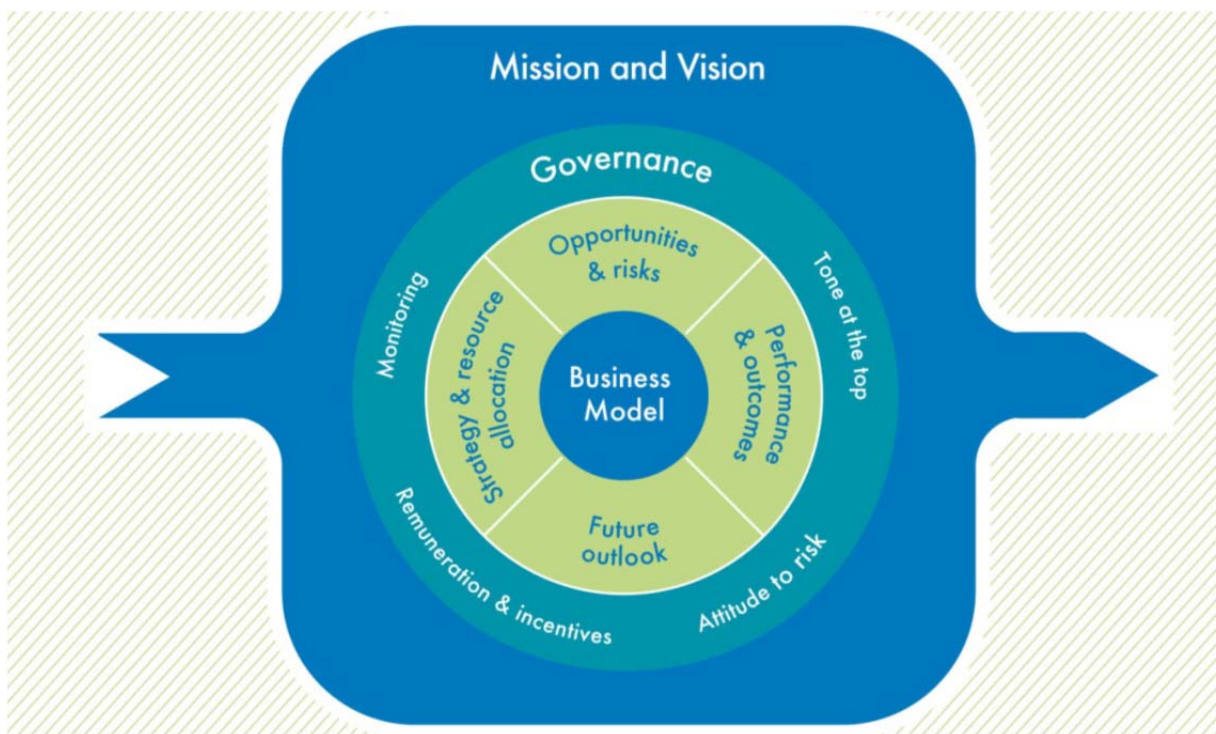 Mission and Vision
Governance
Opportunities
& risks
Tone at the top
Monitoring
Strategy & resource
allocation
Business
Model
Performance
& outcomes
Future
outlook
Remuneration & incentives
Attitude to risk